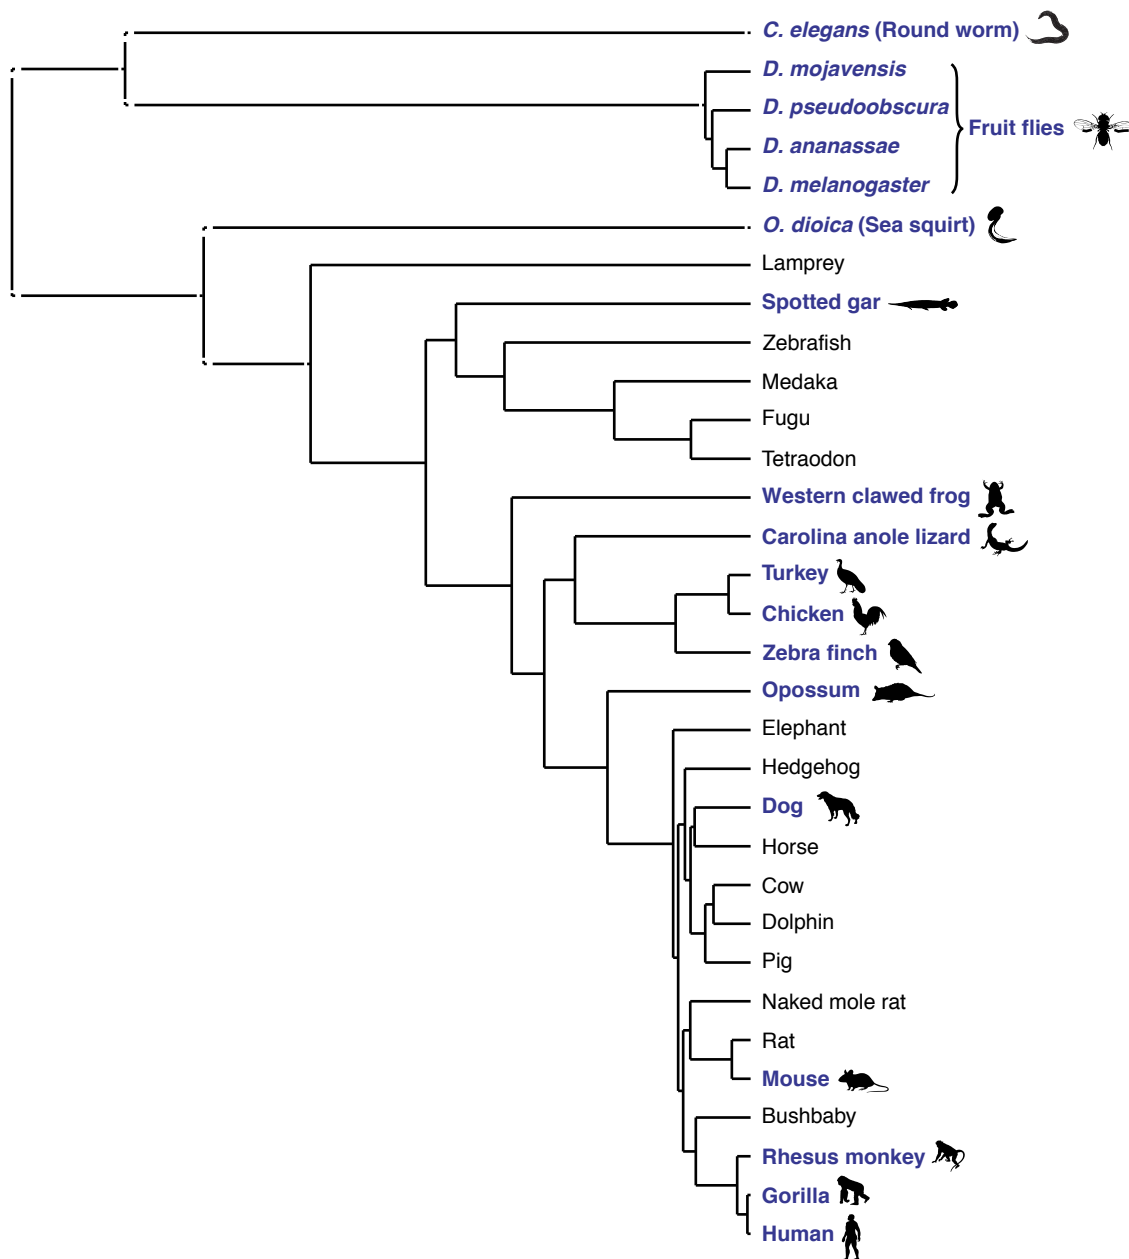 C. elegans (Round worm)
D. mojavensis
D. pseudoobscura
Fruit flies
D. ananassae
D. melanogaster
O. dioica (Sea squirt)
Lamprey
Spotted gar
Zebrafish
Medaka
Fugu
Tetraodon
Western clawed frog
Carolina anole lizard
Turkey
Chicken
Zebra finch
Opossum
Elephant
Hedgehog
Dog
Horse
Cow
Dolphin
Pig
Naked mole rat
Rat
Mouse
Bushbaby
Rhesus monkey
Gorilla
Human